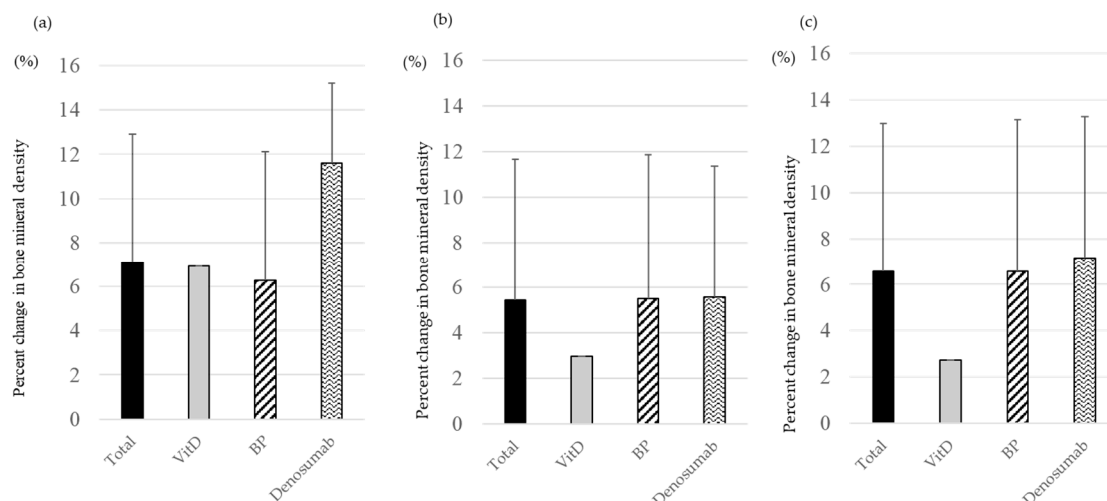 (a)
(%)
Percent change in bone mineral density
16
14
12
10
8
6
4
2
0
Total
VitD
BP
Denosumab
(b)
(%)
Percent change in bone mineral density
16
14
12
10
8
6
4
2
0
Total
VitD
BP
Denosumab
(c)
(%)
Percent change in bone mineral density
16
14
12
10
8
6
4
2
0
Total
VitD
BP
Denosumab